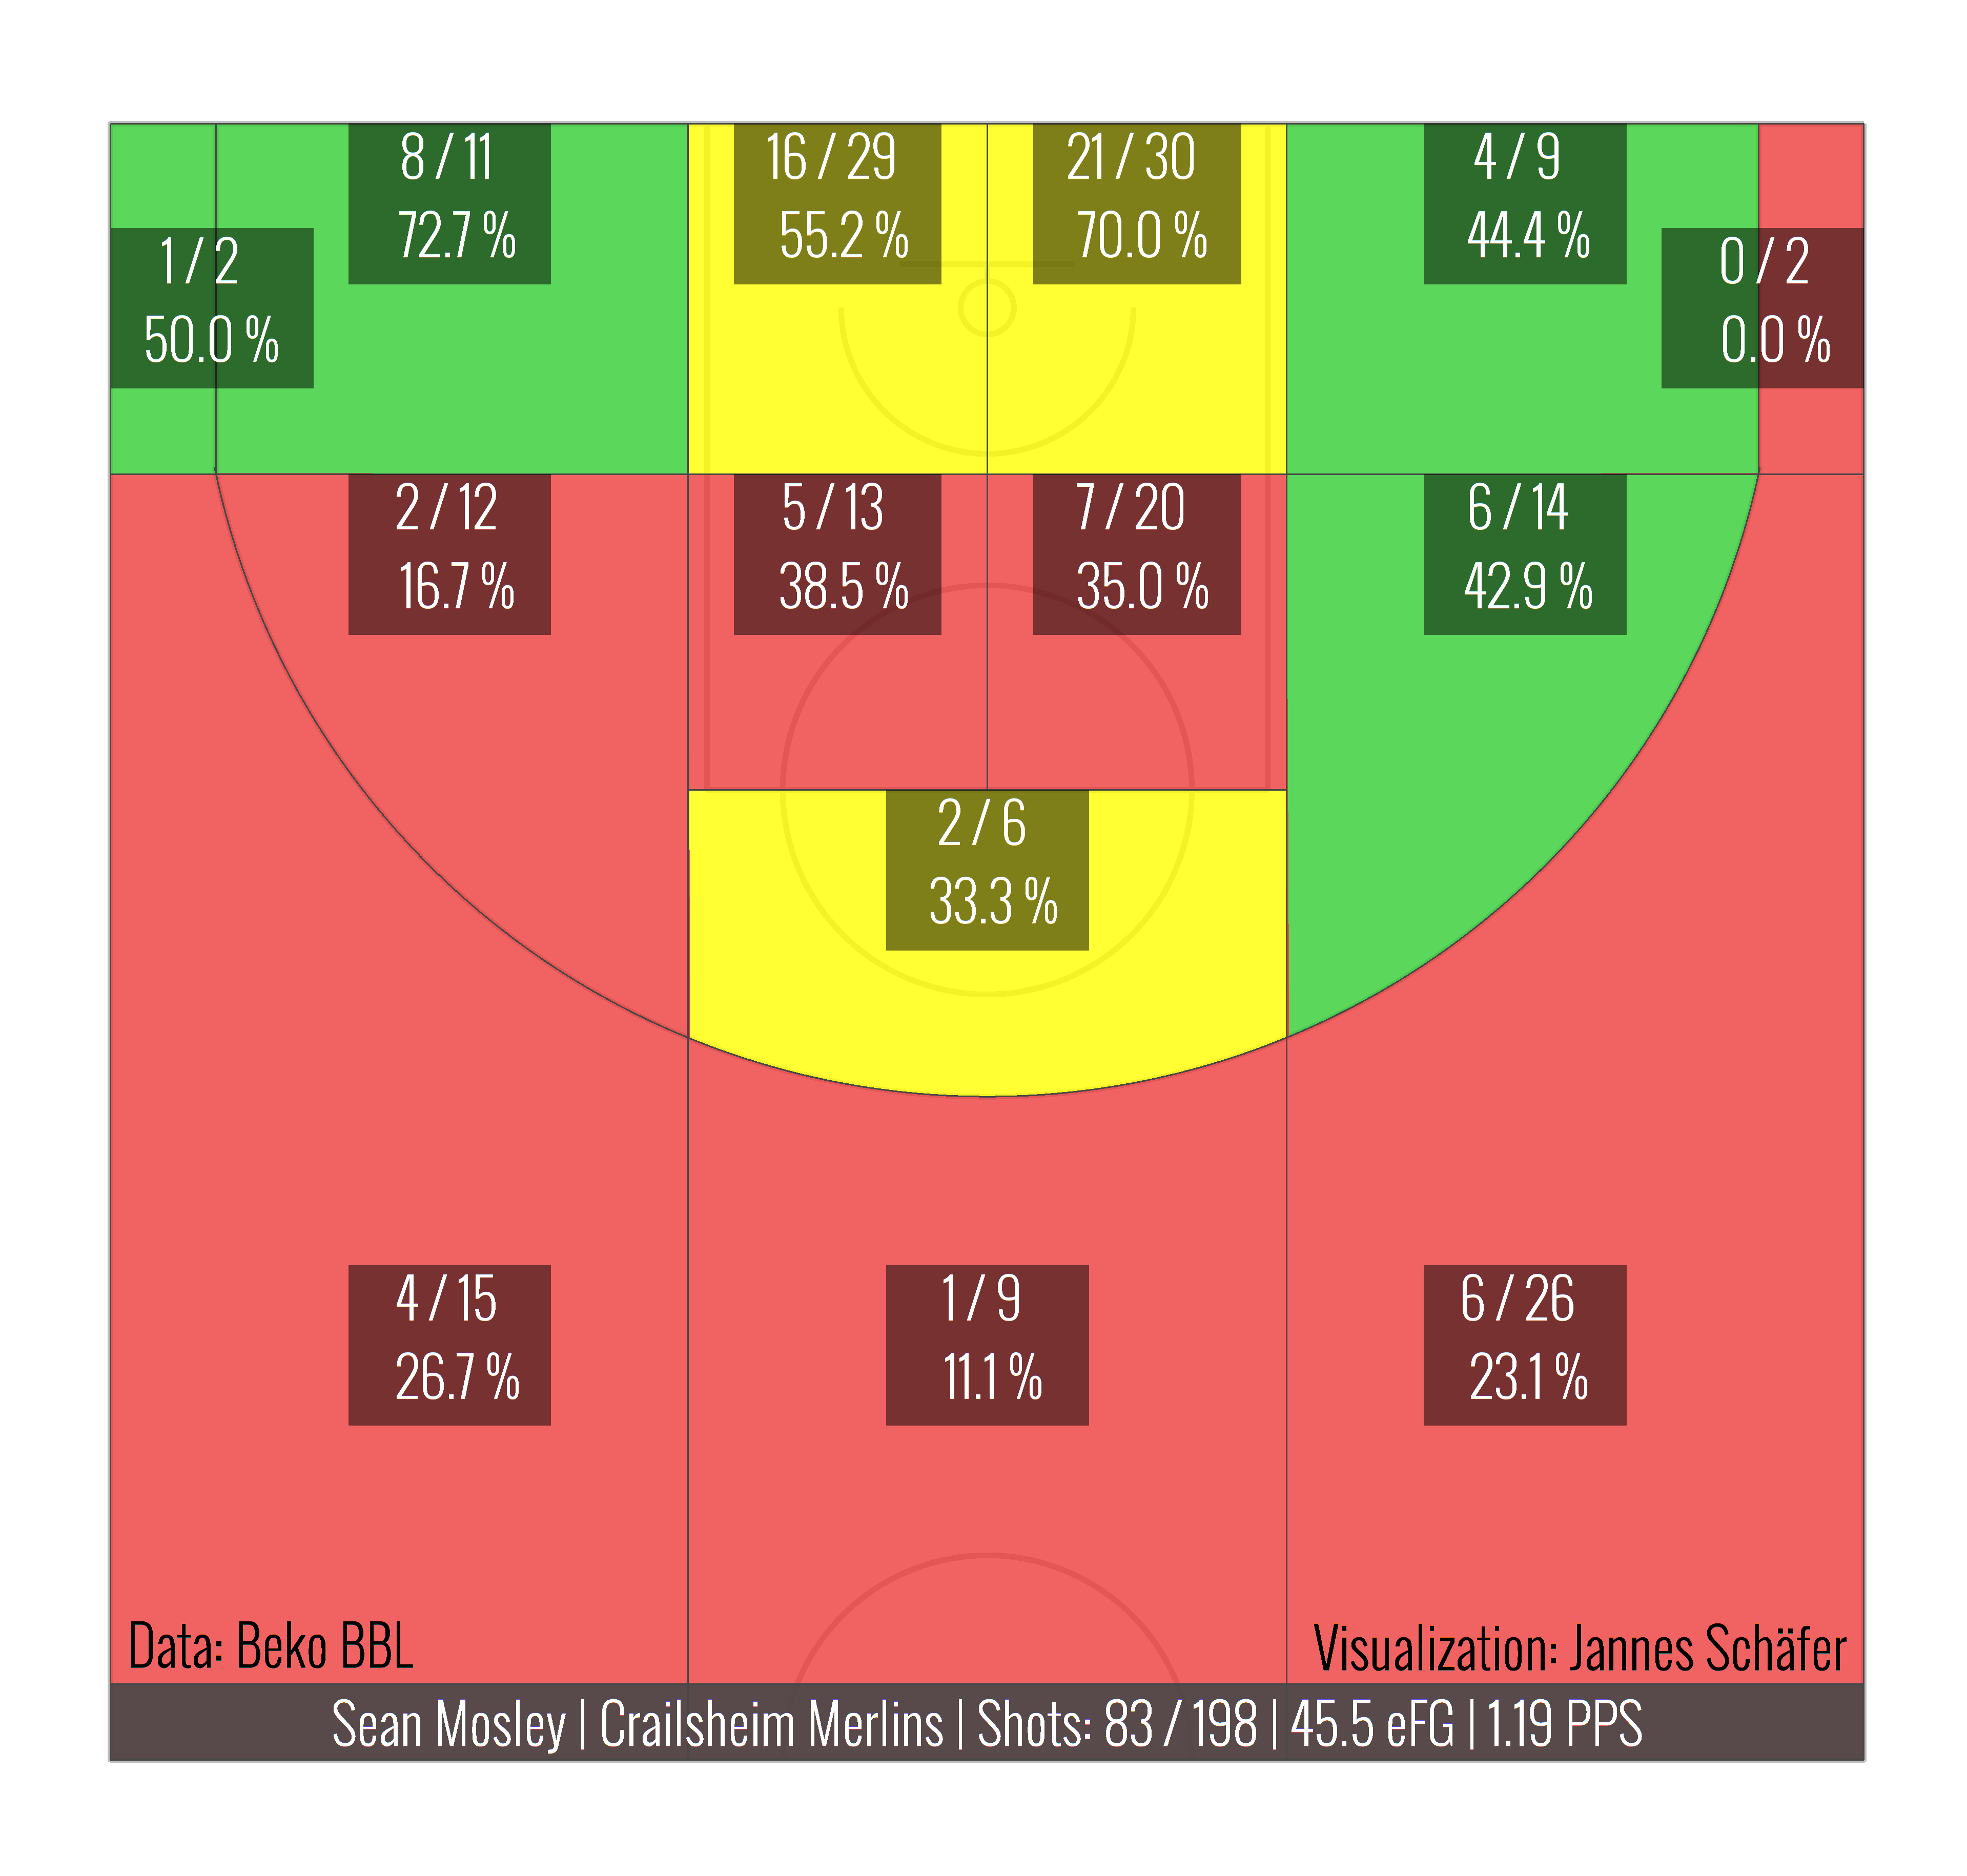 8 / 11
72.7 %
16 / 29
55.2 %
21 / 30
70.0 %
4 / 9
44.4 %
1 / 2
50.0 %
0 / 2
0.0 %
2 / 12
16.7 %
5 / 13
38.5 %
7 / 20
35.0 %
6 / 14
42.9 %
2 / 6
33.3 %
4 / 15
26.7 %
1 / 9
11.1 %
6 / 26
23.1 %
Data: Beko BBL
Visualization: Jannes Schäfer
Sean Mosley | Crailsheim Merlins | Shots: 83 / 198 | 45.5 eFG | 1.19 PPS